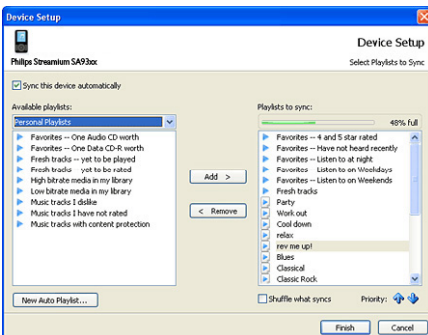 Device Setup
Device Setup
Philips Streamium SA93xx
Select Playlists to Sync
Sync this device automatically
Available playlists:
Personal Playlists
Favorites -- One Audio CD worth
Favorites -- One Data CD-R worth
Fresh tracks -- yet to be played
Fresh tracks -- yet to be rated
High bitrate media in my library
Low bitrate media in my library
Music tracks I dislike
Music tracks I have not rated
Music tracks with content protection
New Auto Playlist...
Add >
< Remove
Playlists to sync:
48% full
Favorites -- 4 and 5 star rated
Favorites -- Have not heard recently
Favorites -- Listen to at night
Favorites -- Listen to on Weekdays
Favorites -- Listen to on Weekends
Fresh tracks
Party
Work out
Cool down
relax
rev me up!
Blues
Classical
Classic Rock
Shuffle what syncs
Priority:
Finish
Cancel